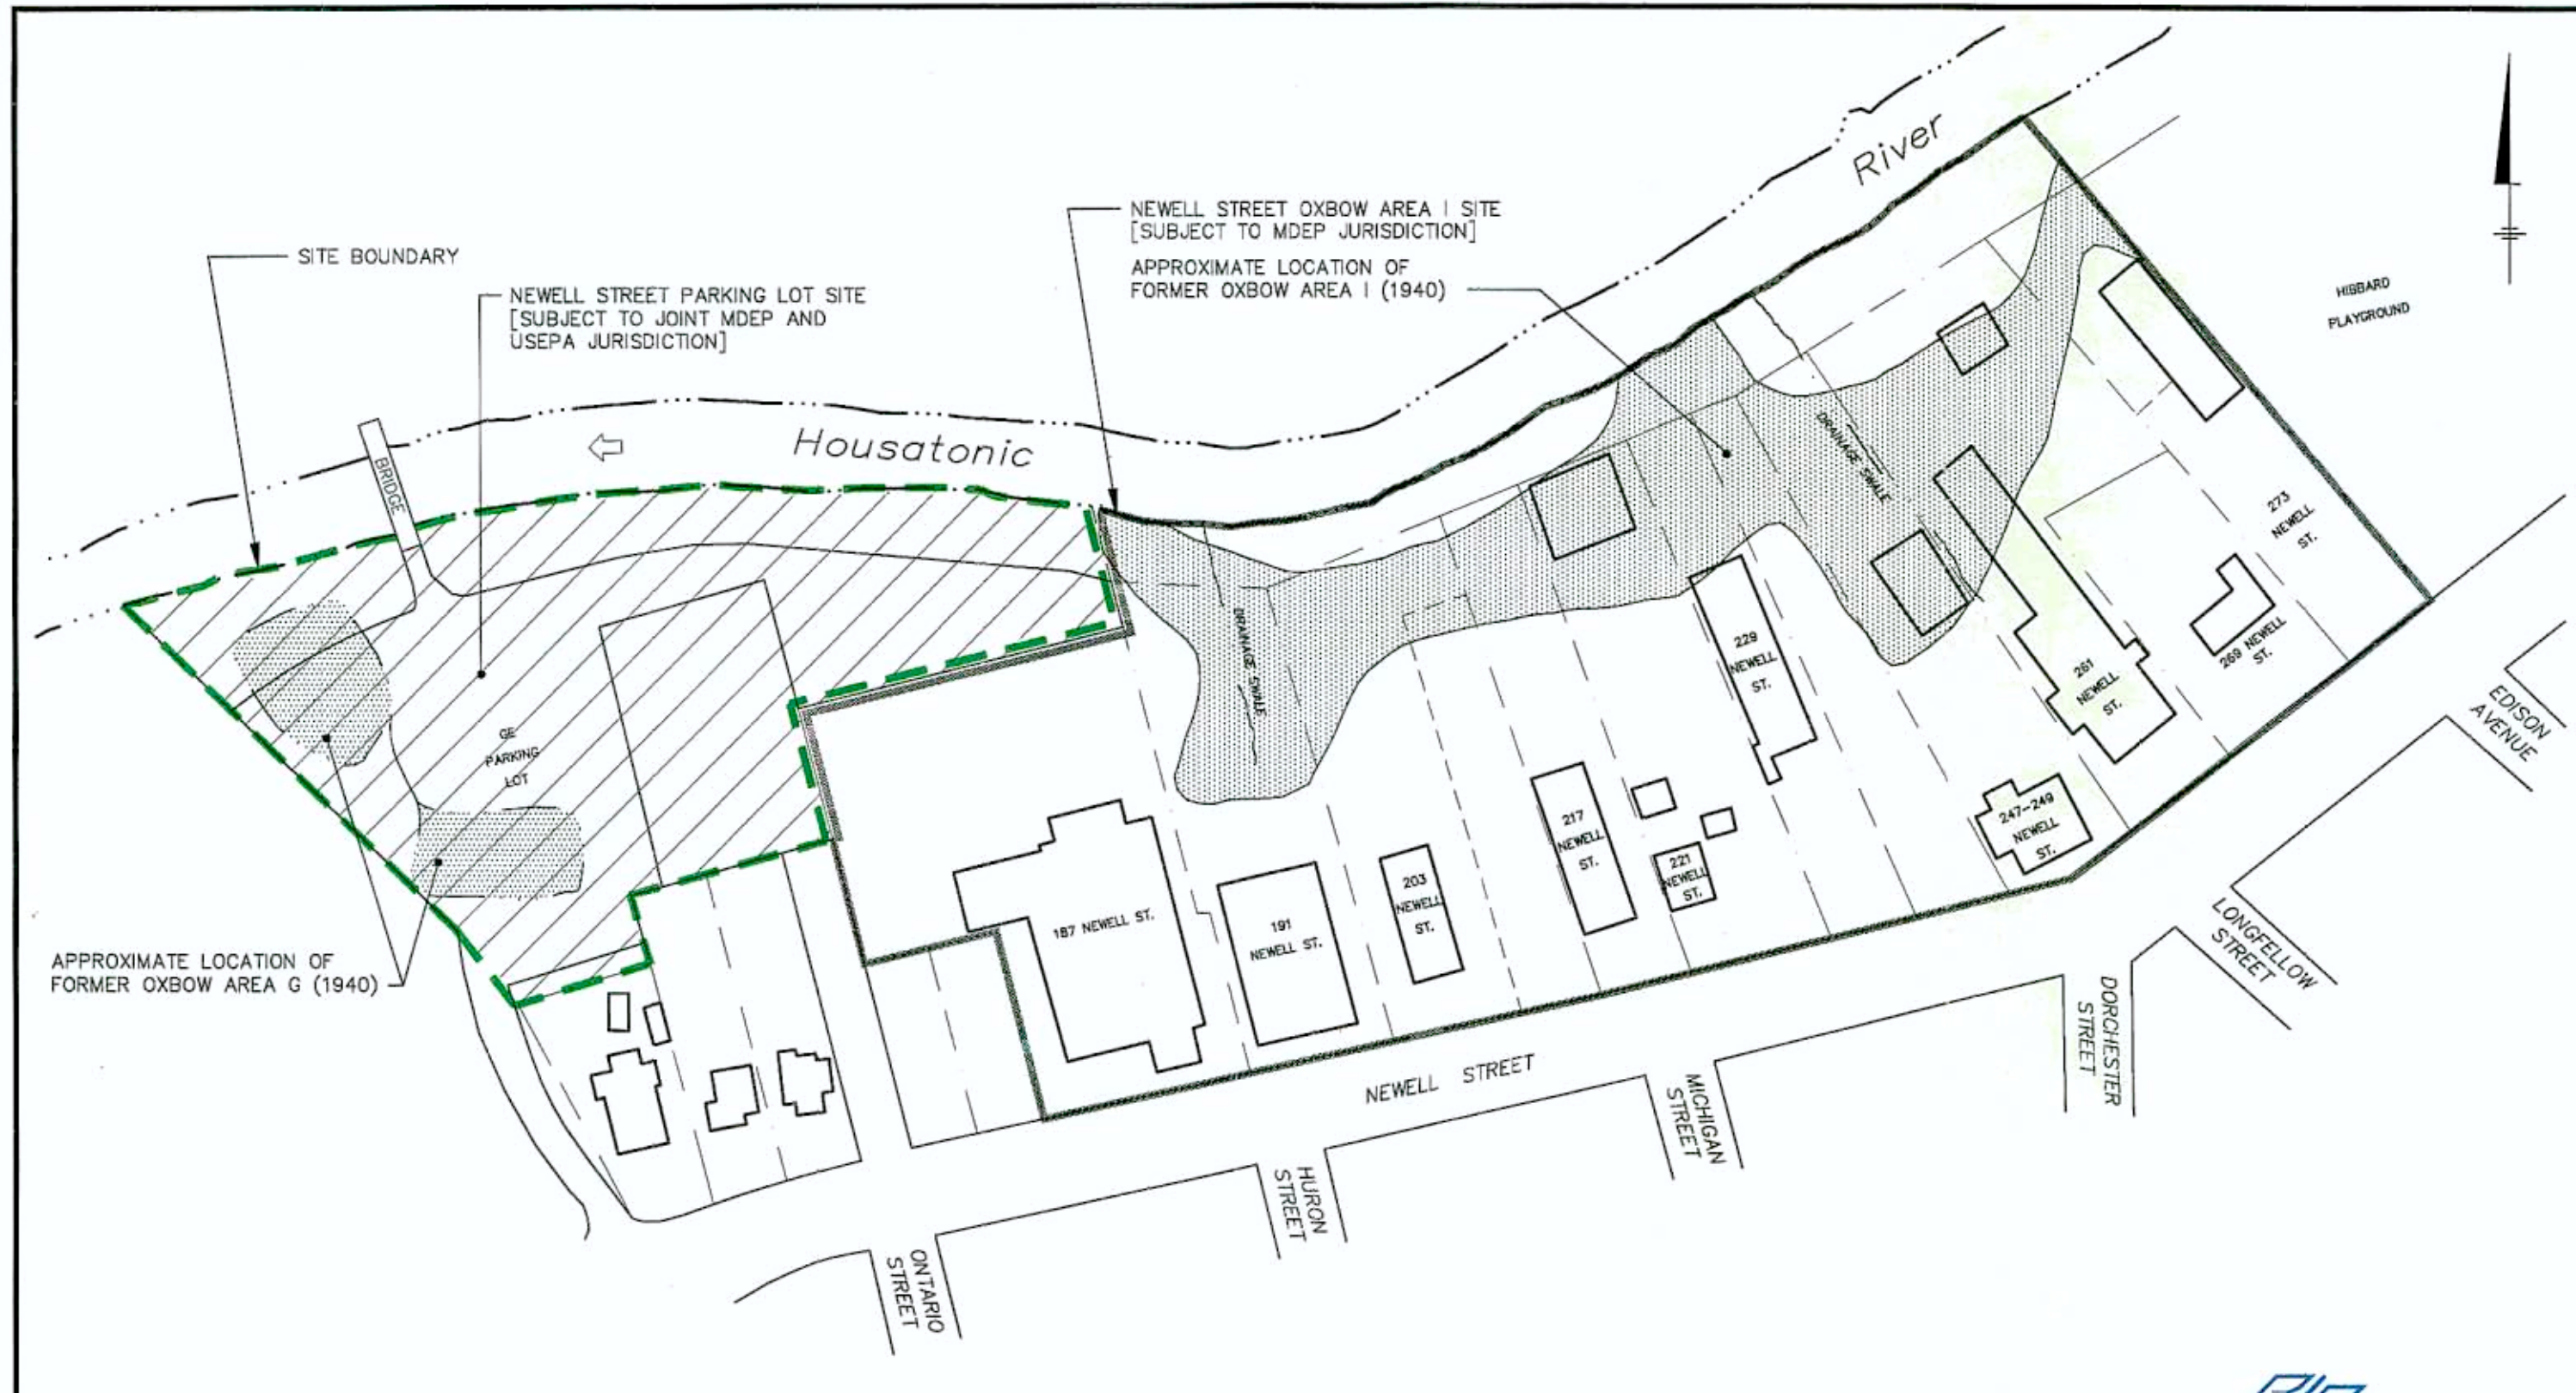 River
NEWELL STREET OXBOW AREA I SITE
[SUBJECT TO MDEP JURISDICTION]
SITE BOUNDARY
APPROXIMATE LOCATION OF
FORMER OXBOW AREA I (1940)
NEWELL STREET PARKING LOT SITE
[SUBJECT TO JOINT MDEP AND
USEPA JURISDICTION]
HIBBARD
PLAYGROUND
Housatonic
BRIDGE
DRAINAGE SWALE
273
NEWELL
ST.
DRAINAGE SWALE
229
NEWELL
ST.
269 NEWELL
ST.
261
NEWELL
ST.
EDISON
AVENUE
GE
PARKING
LOT
247-249
NEWELL
ST.
217
NEWELL
ST.
221
NEWELL
ST.
203
NEWELL
ST.
187 NEWELL ST.
191
NEWELL ST.
LONGFELLOW
STREET
APPROXIMATE LOCATION OF
FORMER OXBOW AREA G (1940)
DORCHESTER
STREET
NEWELL STREET
MICHIGAN
STREET
HURON
STREET
ONTARIO
STREET